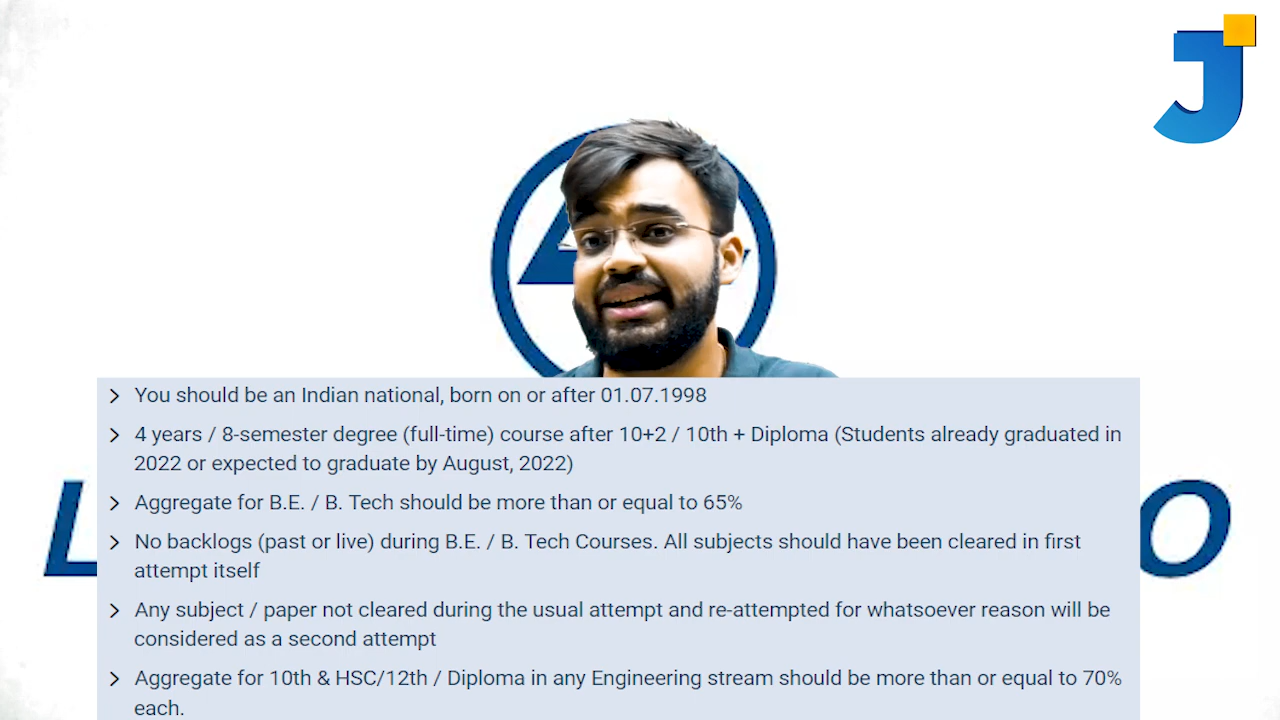 J
You should be an Indian national, born on or after 01.07.1998
4 years / 8-semester degree (full-time) course after 10+2 / 10th + Diploma (Students already graduated in
2022 or expected to graduate by August, 2022)
Aggregate for B.E. / B. Tech should be more than or equal to 65%
L
O
No backlogs (past or live) during B.E. / B. Tech Courses. All subjects should have been cleared in first
attempt itself
Any subject / paper not cleared during the usual attempt and re-attempted for whatsoever reason will be
considered as a second attempt
Aggregate for 10th & HSC/12th / Diploma in any Engineering stream should be more than or equal to 70%
each.